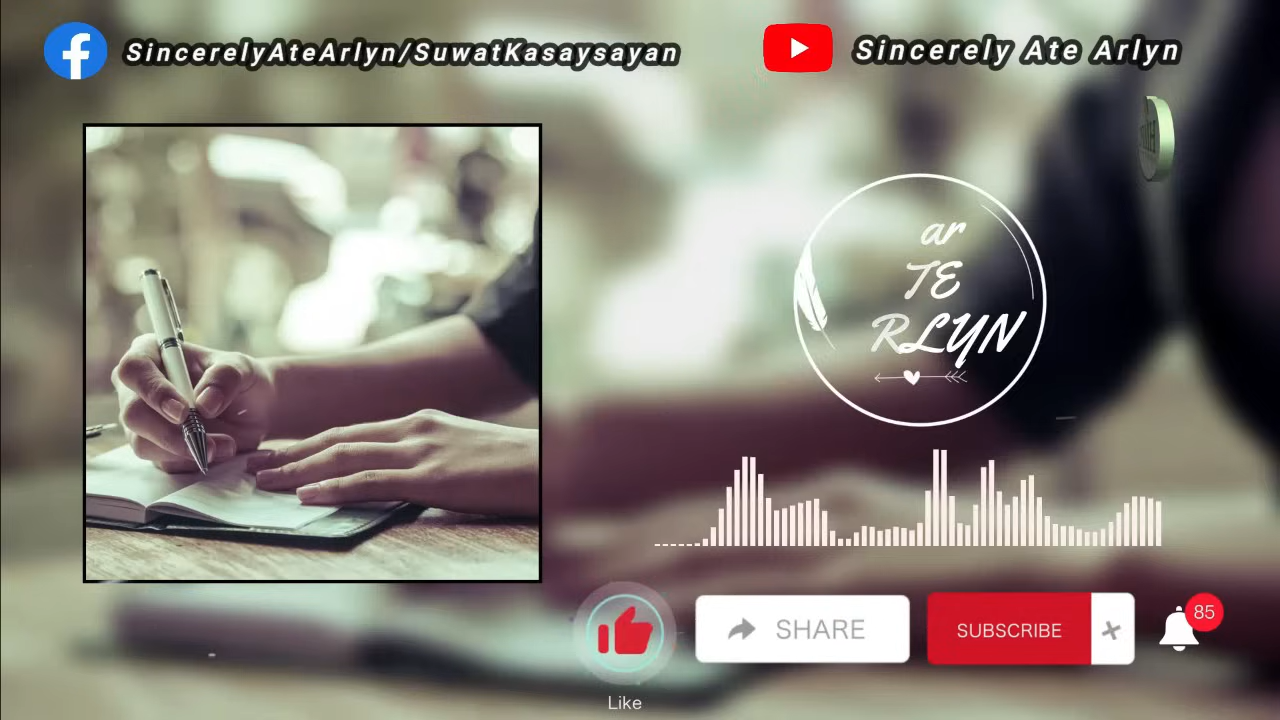 SincerelyAteArlyn/SuwatKasaysayan
Sincerely Ate Arlyn
ar
TE
RLYN
SHARE
SUBSCRIBE
85
Like